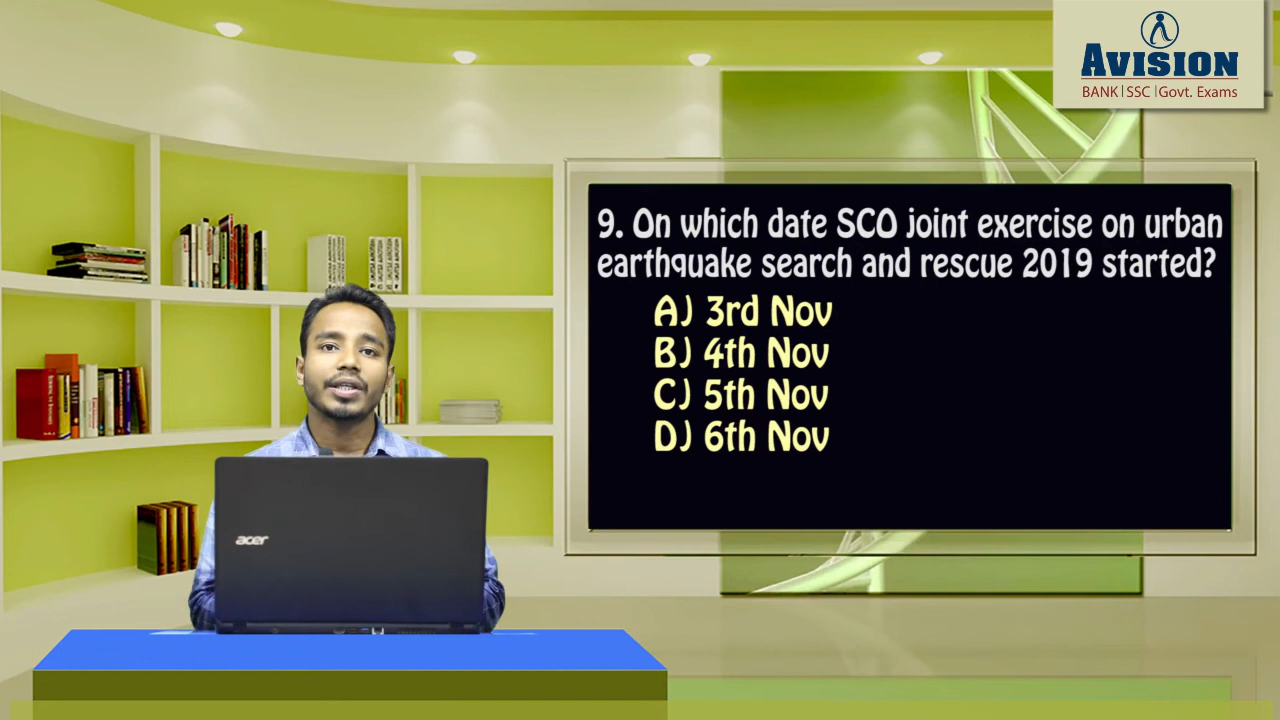 AVISION
BANK|SSC|Govt. Exams
9. On which date SCO joint exercise on urban
earthquake search and rescue 2019 started?
A) 3rd Nov
B) 4th Nov
C) 5th Nov
D) 6th Nov
acer